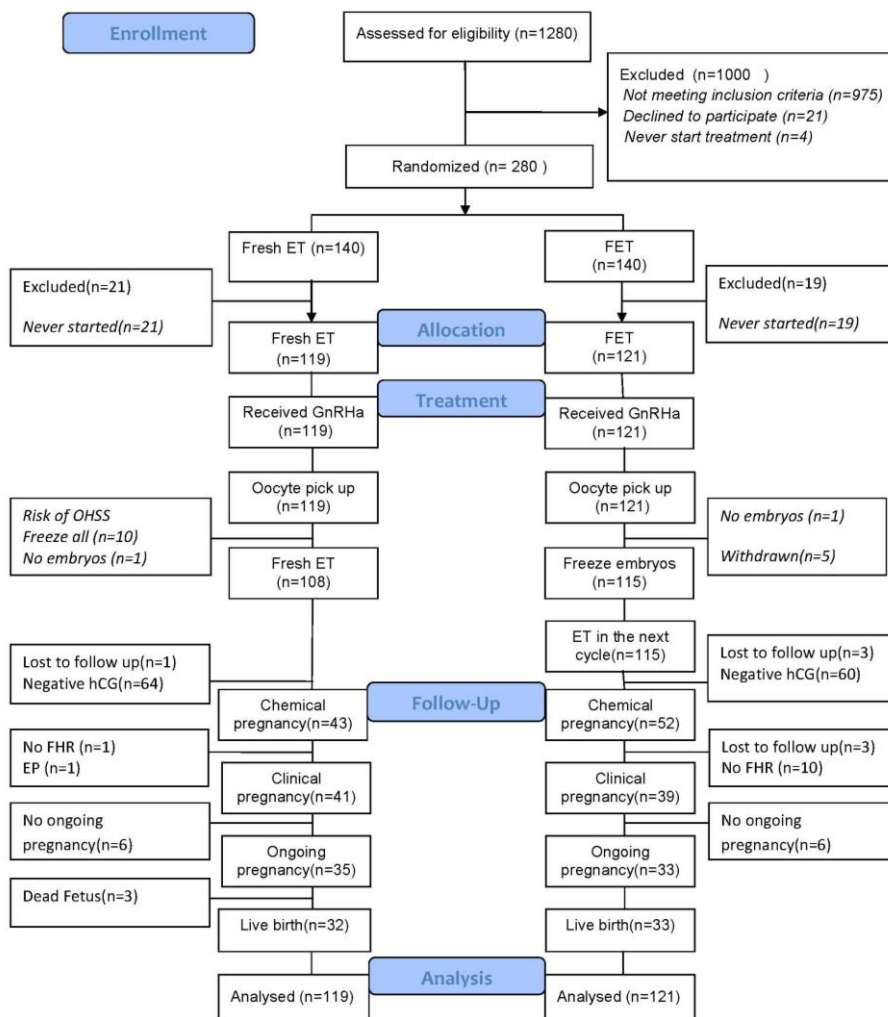 Enrollment
Assessed for eligibility (n=1280)
Excluded (n=1000 )
Not meeting inclusion criteria (n=975)
Declined to participate (n=21)
Never start treatment (n=4)
Randomized (n= 280 )
Fresh ET (n=140)
FET
(n=140)
Excluded(n=21)
Never started(n=21)
Excluded(n=19)
Never started(n=19)
Allocation
Fresh ET
(n=119)
FET
(n=121)
Treatment
Received GnRHa
(n=119)
Received GnRHa
(n=121)
Oocyte pick up
(n=119)
Oocyte pick up
(n=121)
Risk of OHSS
Freeze all (n=10)
No embryos (n=1)
No embryos (n=1)
Withdrawn(n=5)
Fresh ET
(n=108)
Freeze embryos
(n=115)
ET in the next
cycle(n=115)
Lost to follow up(n=1)
Negative hCG(n=64)
Lost to follow up(n=3)
Negative hCG(n=60)
Follow-Up
Chemical
pregnancy(n=43)
Chemical
pregnancy(n=52)
No FHR (n=1)
EP (n=1)
Lost to follow up(n=3)
No FHR (n=10)
Clinical
pregnancy(n=41)
Clinical
pregnancy(n=39)
No ongoing
pregnancy(n=6)
No ongoing
pregnancy(n=6)
Ongoing
pregnancy(n=35)
Ongoing
pregnancy(n=33)
Dead Fetus(n=3)
Live birth(n=32)
Live birth(n=33)
Analysis
Analysed (n=119)
Analysed (n=121)